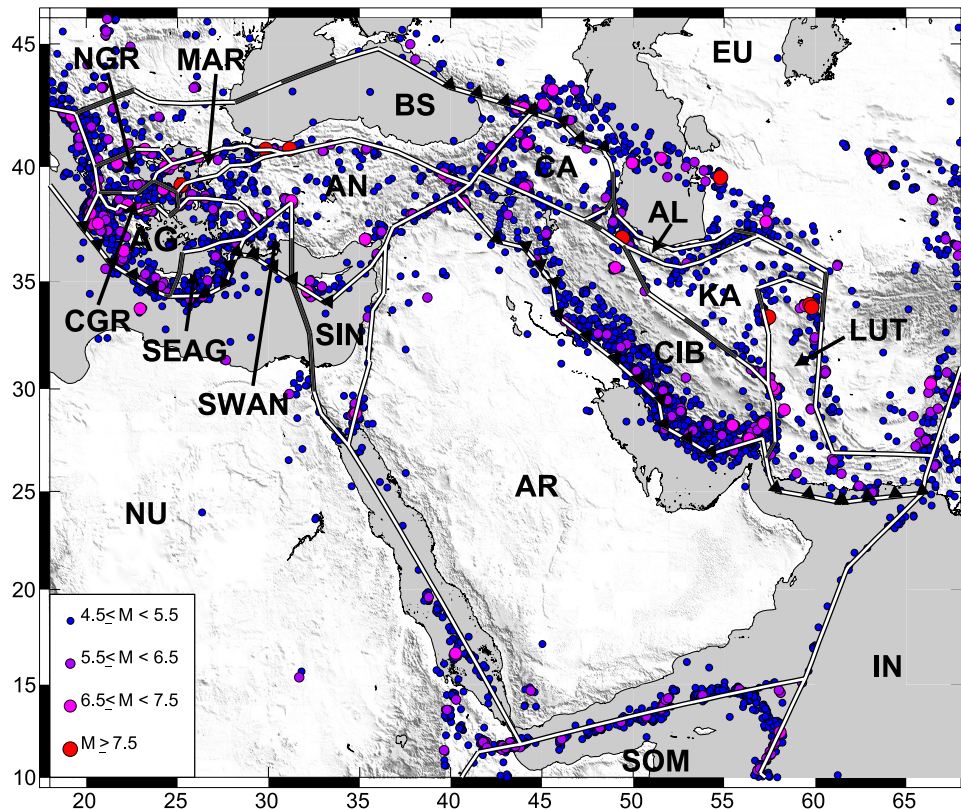 45
NGR
MAR
EU
BS
40
CA
AN
AL
AG
35
KA
CGR
SIN
LUT
SEAG
CIB
30
SWAN
AR
25
NU
20
4.5≤ M < 5.5
5.5≤ M < 6.5
IN
15
6.5≤ M < 7.5
M ≥ 7.5
SOM
10
20 25 30 35 40 45 50 55 60 65